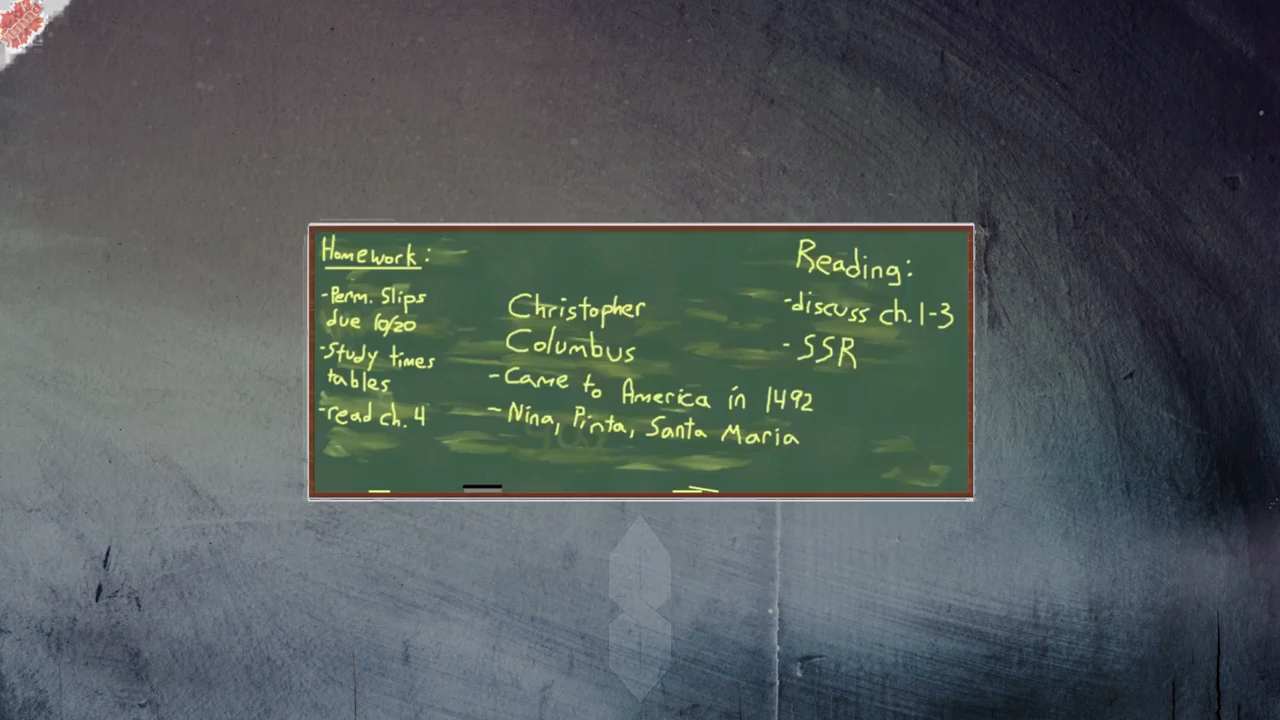 Homework:
-Perm. Slips
due 10/20
-Study times
tables
-read ch. 4
Christopher
Columbus
-Came to America in 1492
-Nina, Pinta, Santa Maria
Reading:
-discuss ch. 1-3
-SSR